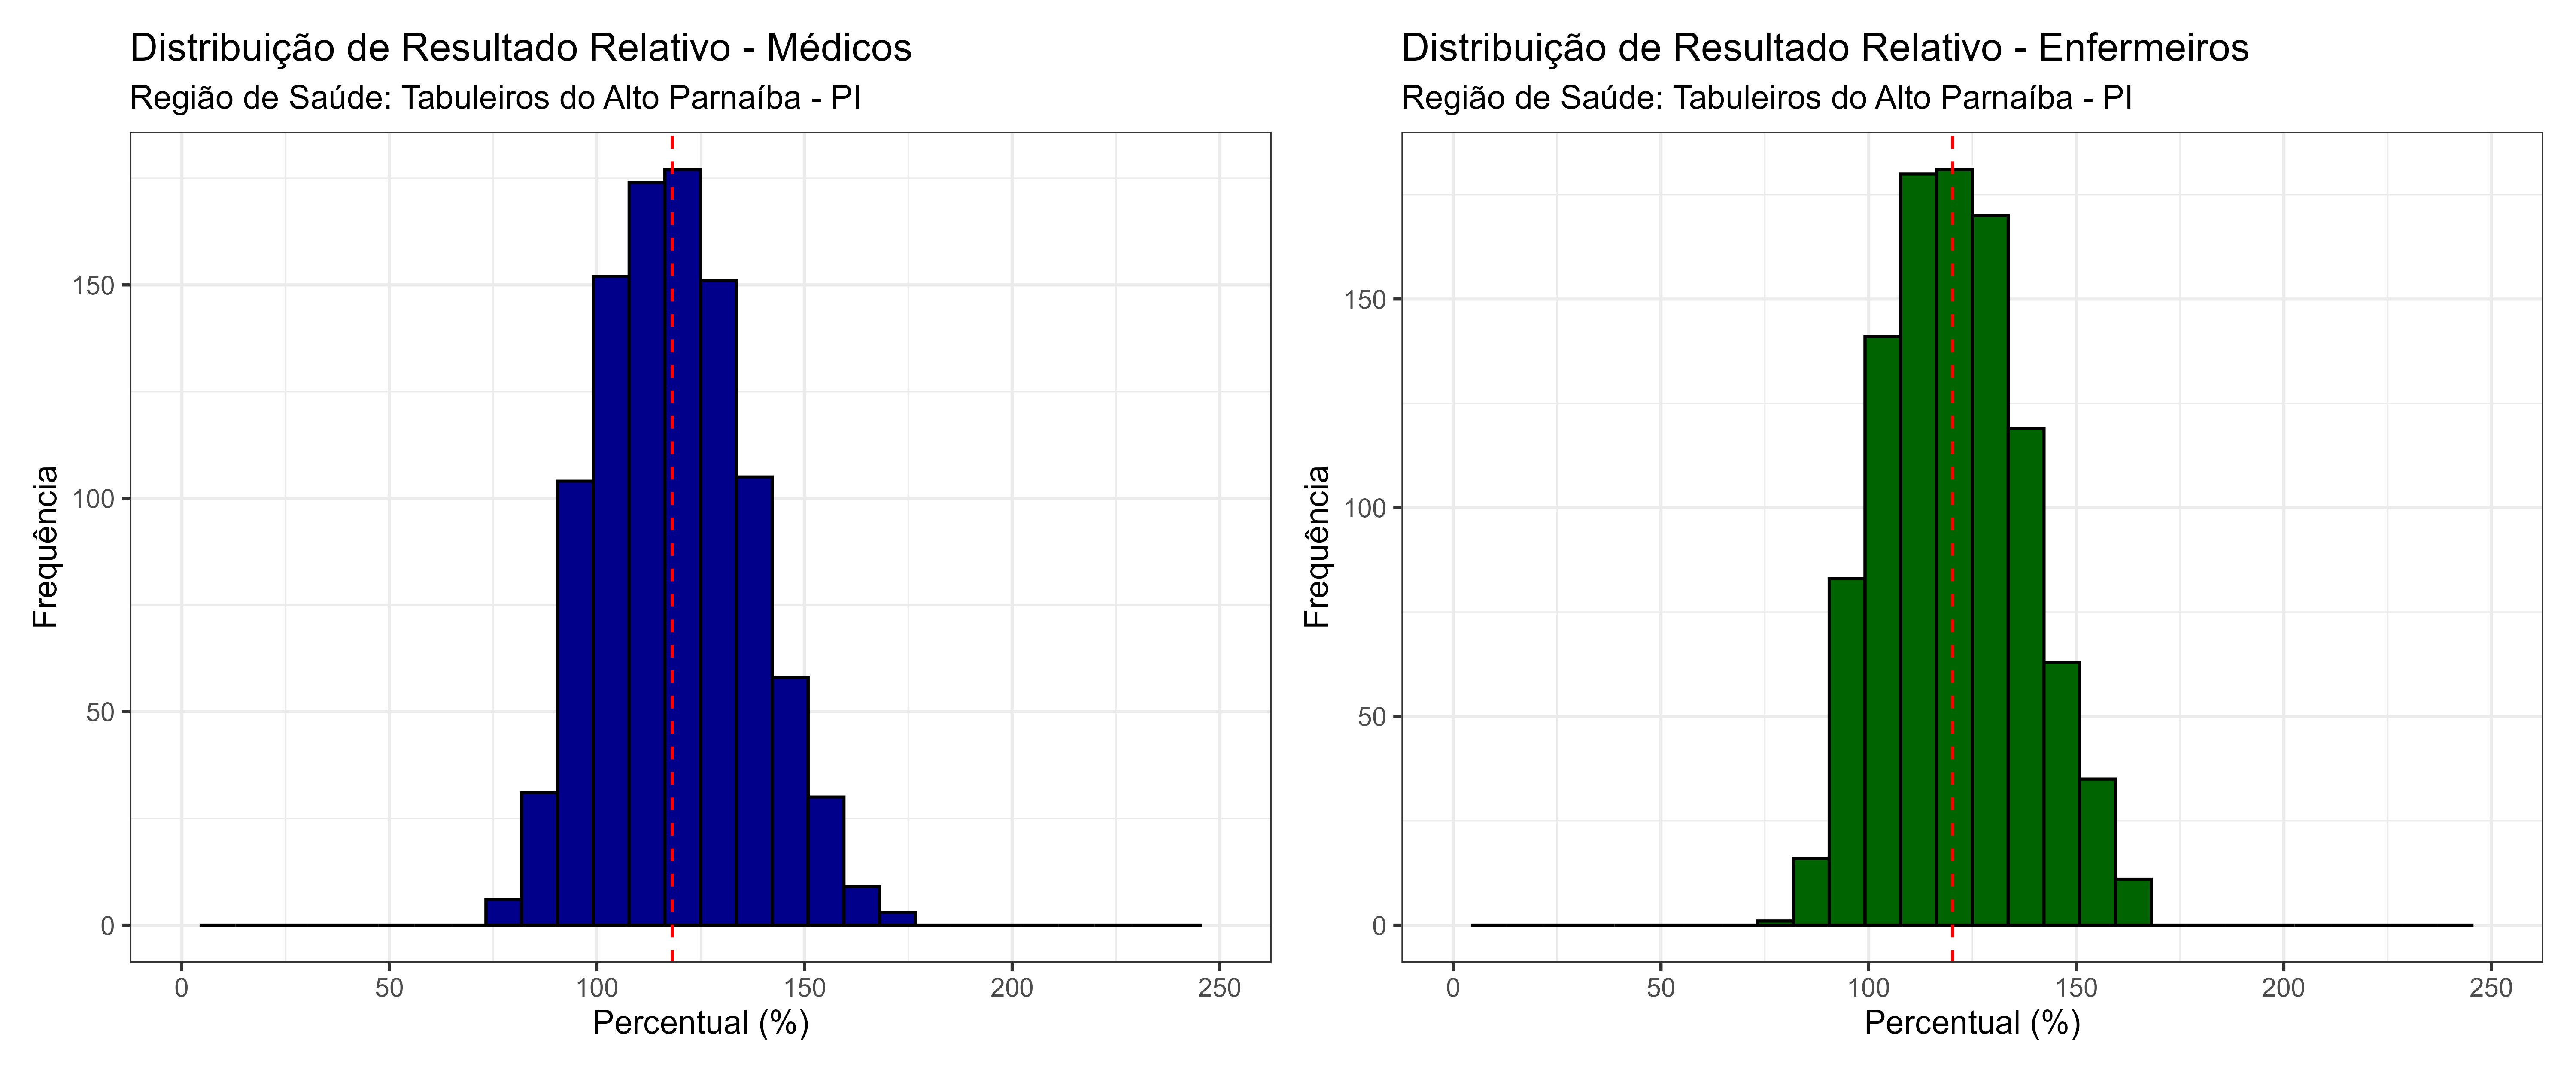 Distribuição de Resultado Relativo - Médicos
Região de Saúde: Tabuleiros do Alto Parnaíba - PI
Frequência
150
100
50
0
0 50 100 150 200 250
Percentual (%)
Distribuição de Resultado Relativo - Enfermeiros
Região de Saúde: Tabuleiros do Alto Parnaíba - PI
Frequência
150
100
50
0
0 50 100 150 200 250
Percentual (%)